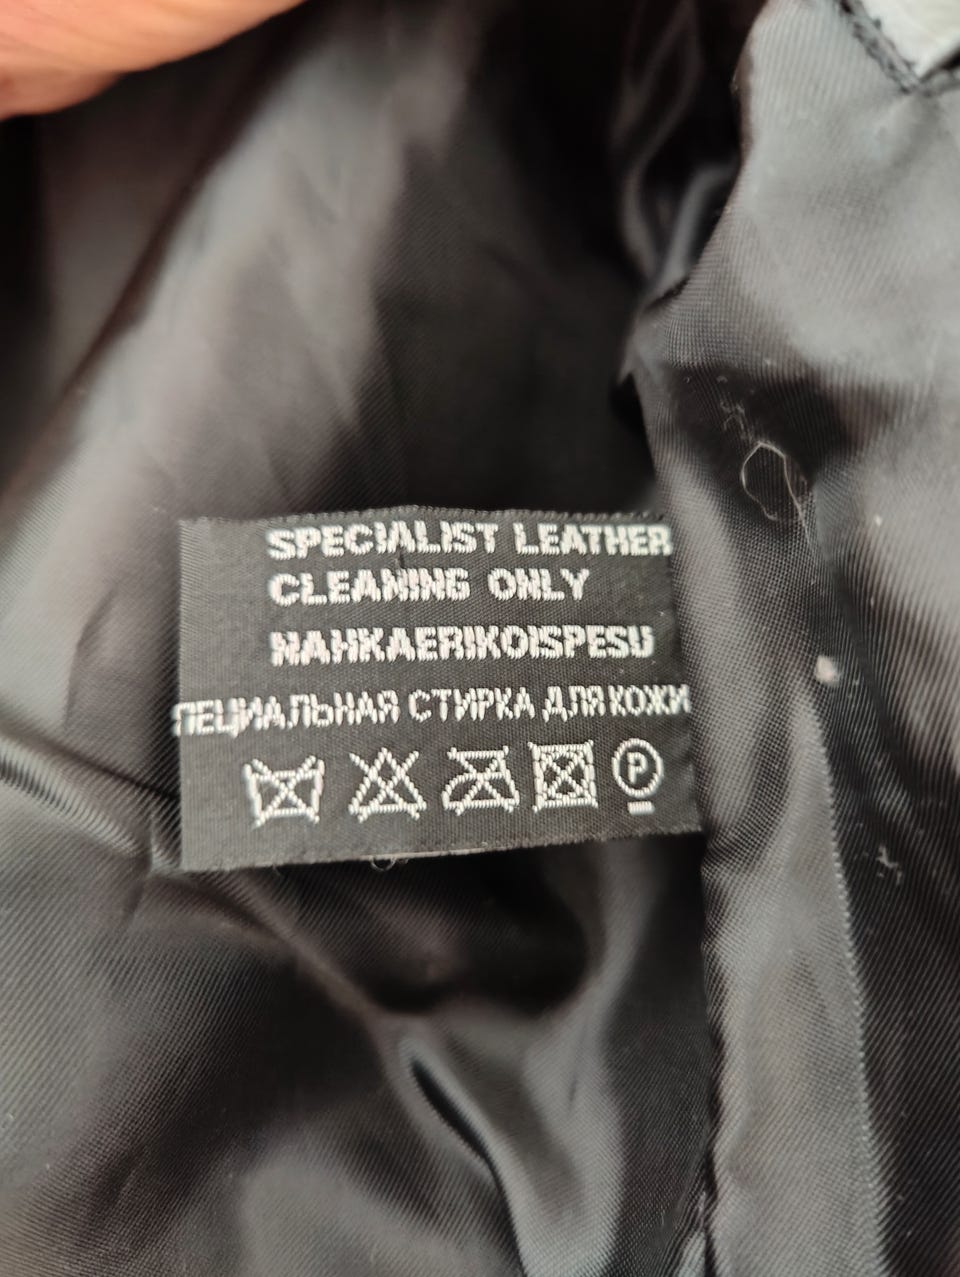 SPECIALIST LEATHER
CLEANING ONLY
NAHKAERIKOISPESU
ПЕЦИАЛЬНАЯ СТИРКА ДЛЯ КОЖИ
P